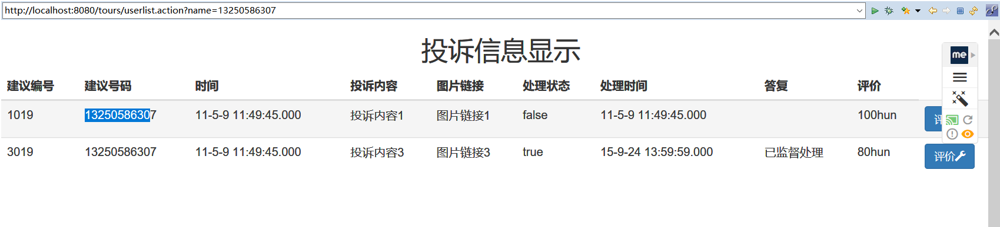 http://localhost:8080/tours/userlist.action?name=13250586307
投诉信息显示
me
建议编号 建议号码 时间 投诉内容 图片链接 处理状态 处理时间 答复 评价
1019 13250586307 11-5-9 11:49:45.000 投诉内容1 图片链接1 false 11-5-9 11:49:45.000 100hun 评
3019 13250586307 11-5-9 11:49:45.000 投诉内容3 图片链接3 true 15-9-24 13:59:59.000 已监督处理 80hun 评价